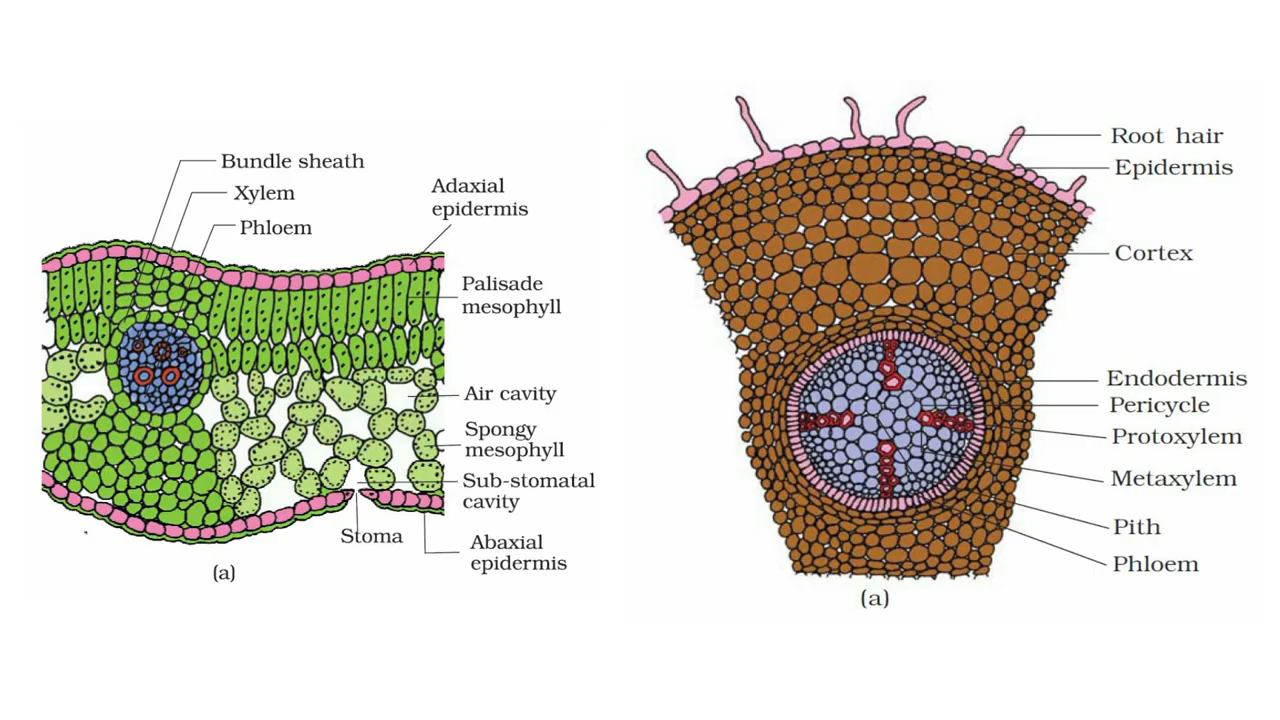 Bundle sheath
Xylem
Phloem
Adaxial
epidermis
Palisade
mesophyll
Air cavity
Spongy
mesophyll
Sub-stomatal
cavity
Stoma
Abaxial
epidermis
(a)
Root hair
Epidermis
Cortex
Endodermis
Pericycle
Protoxylem
Metaxylem
Pith
Phloem
(a)